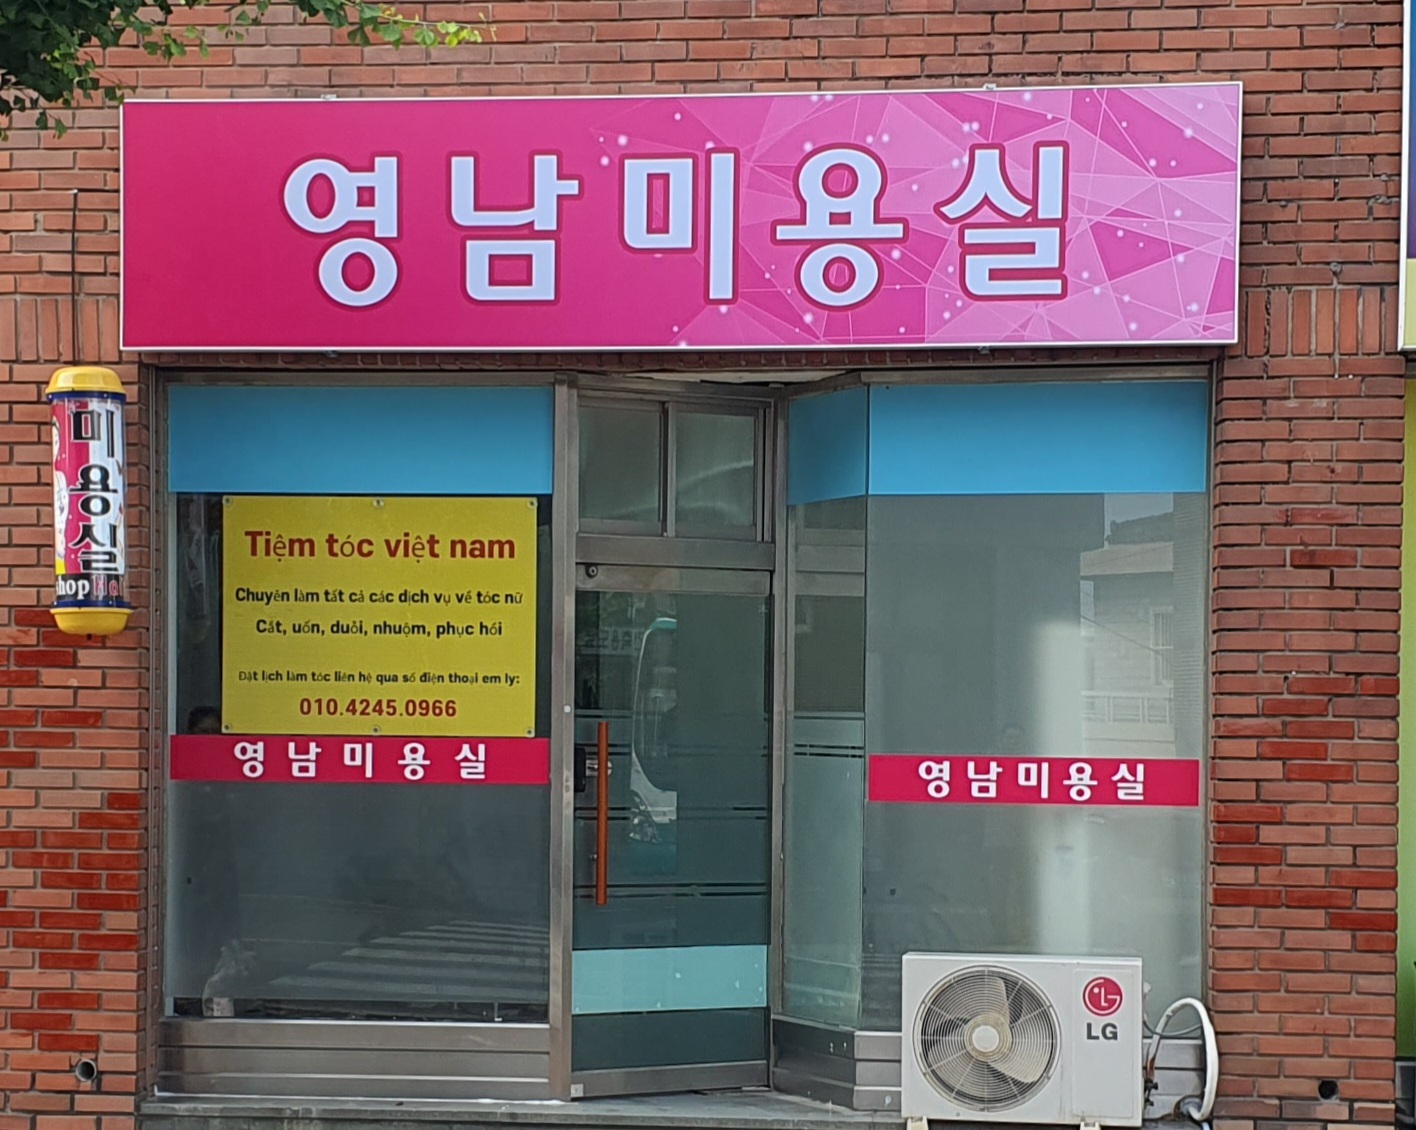 영남미용실
미용실
hop
Tiệm tóc việt nam
Chuyên làm tất cả các dịch vụ về tóc nữ
Cắt, uốn, duỗi, nhuộm, phục hồi
Đặt lịch làm tóc liên hệ qua số điện thoại em ly:
010.4245.0966
영남미용실
영남미용실
LG